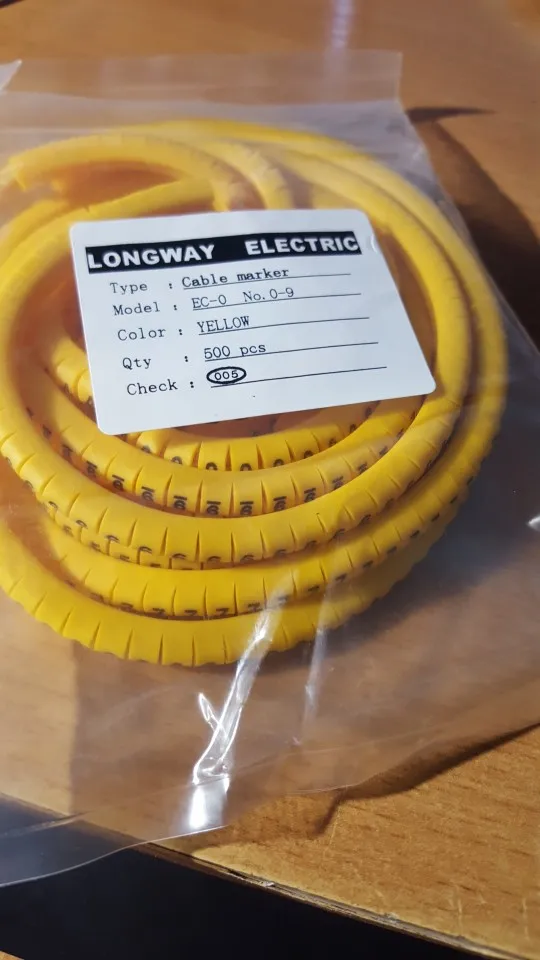 LONGWAY ELECTRIC
Type : Cable marker
Model : EC-0 No.0-9
Color : YELLOW
Qty : 500 pcs
Check : 005